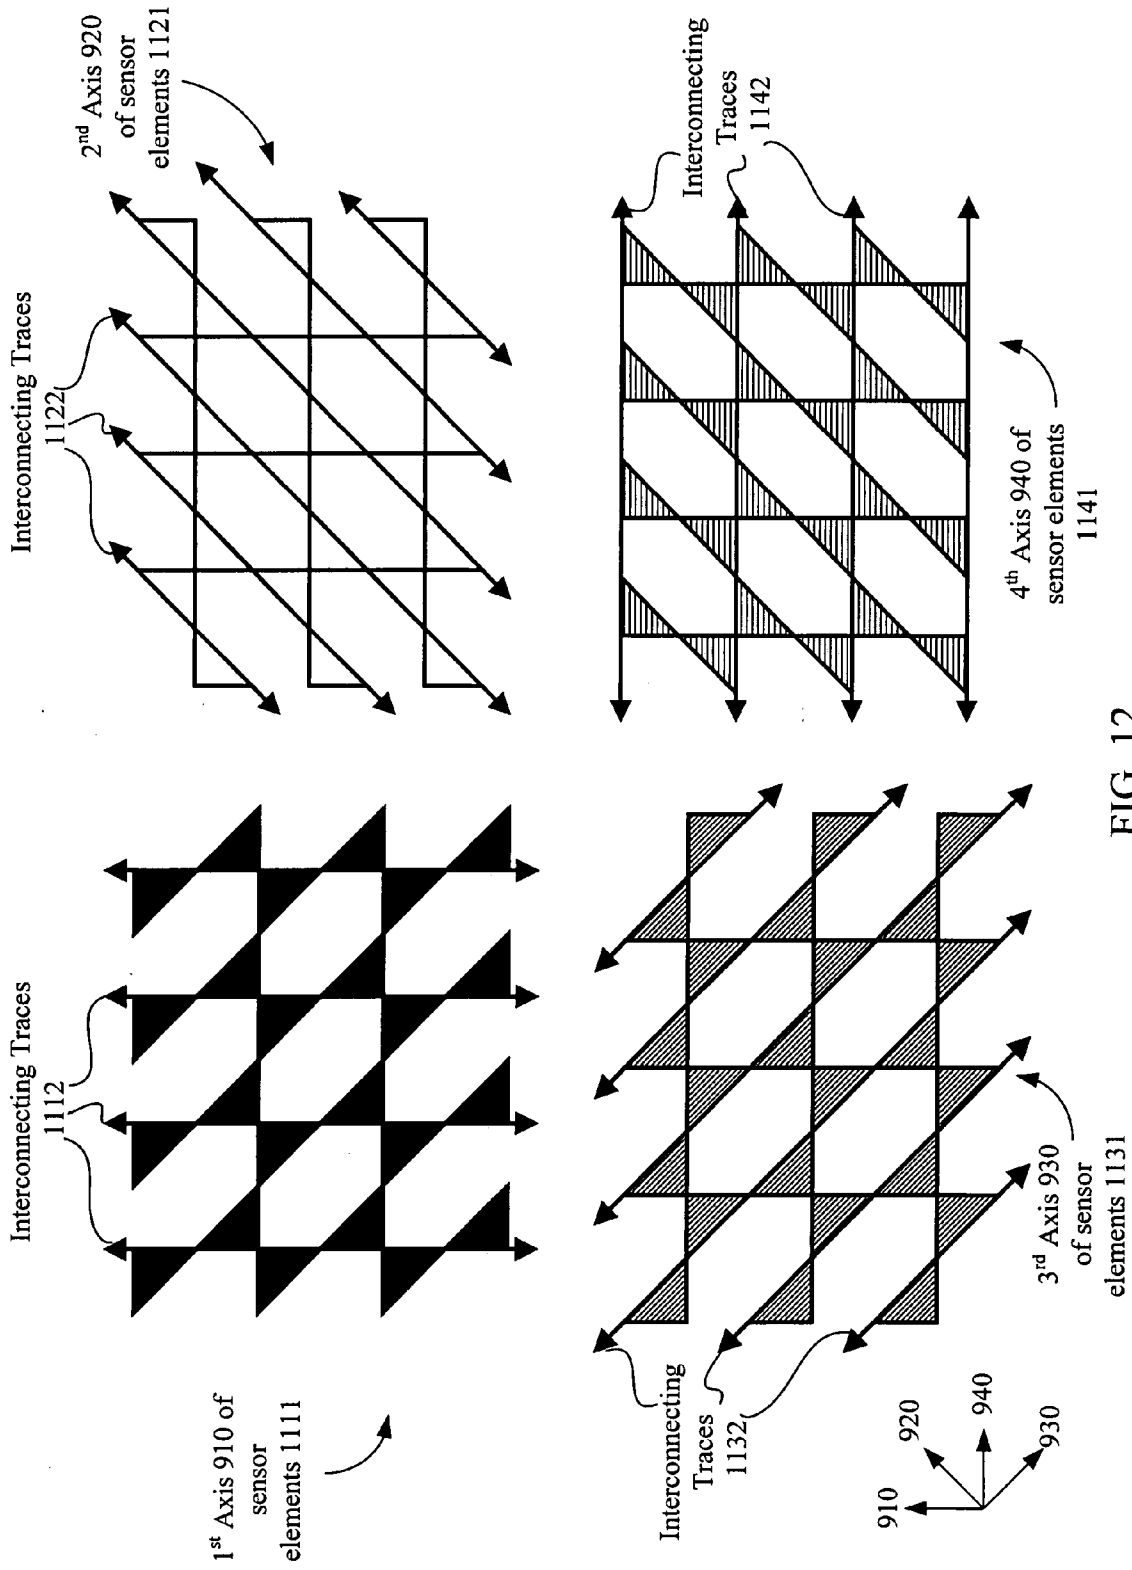 Interconnecting Traces
1112
1st Axis 910 of
sensor
elements 1111
Interconnecting Traces
1122
2nd Axis 920
of sensor
elements 1121
Interconnecting
Traces
1132
3rd Axis 930
of sensor
elements 1131
Interconnecting
Traces
1142
4th Axis 940 of
sensor elements
1141
910
920
940
930
FIG. 12